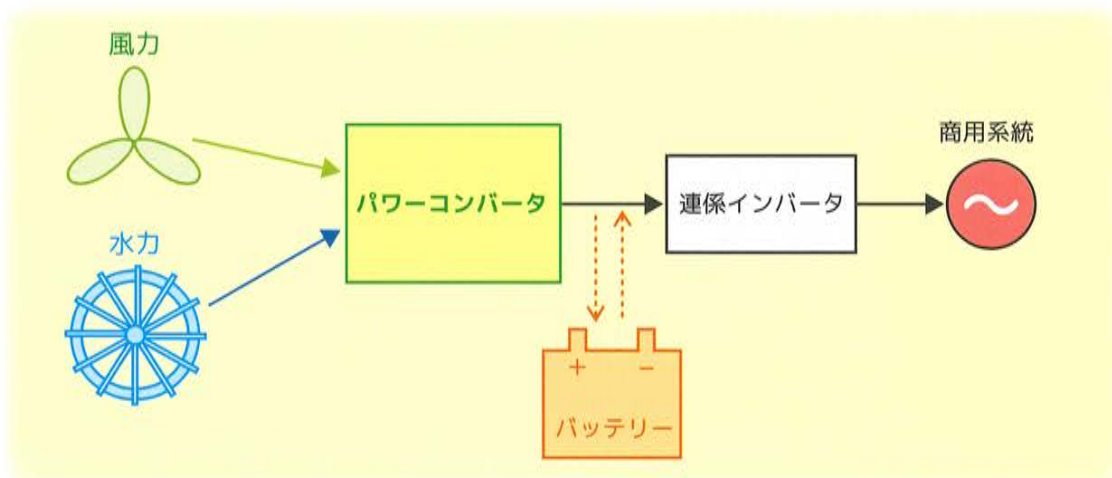 風力
商用系統
パワーコンバータ
連係インバータ
水力
+ −
バッテリー